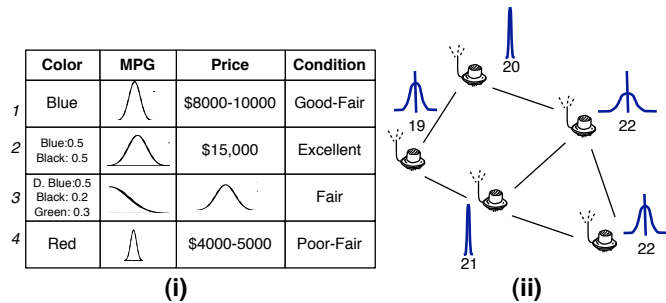 Color MPG Price Condition
1 Blue $8000-10000 Good-Fair
2 Blue:0.5
Black: 0.5
$15,000 Excellent
3 D. Blue:0.5
Black: 0.2
Green: 0.3
Fair
4 Red $4000-5000 Poor-Fair
(i)
20
19
22
21
22
(ii)